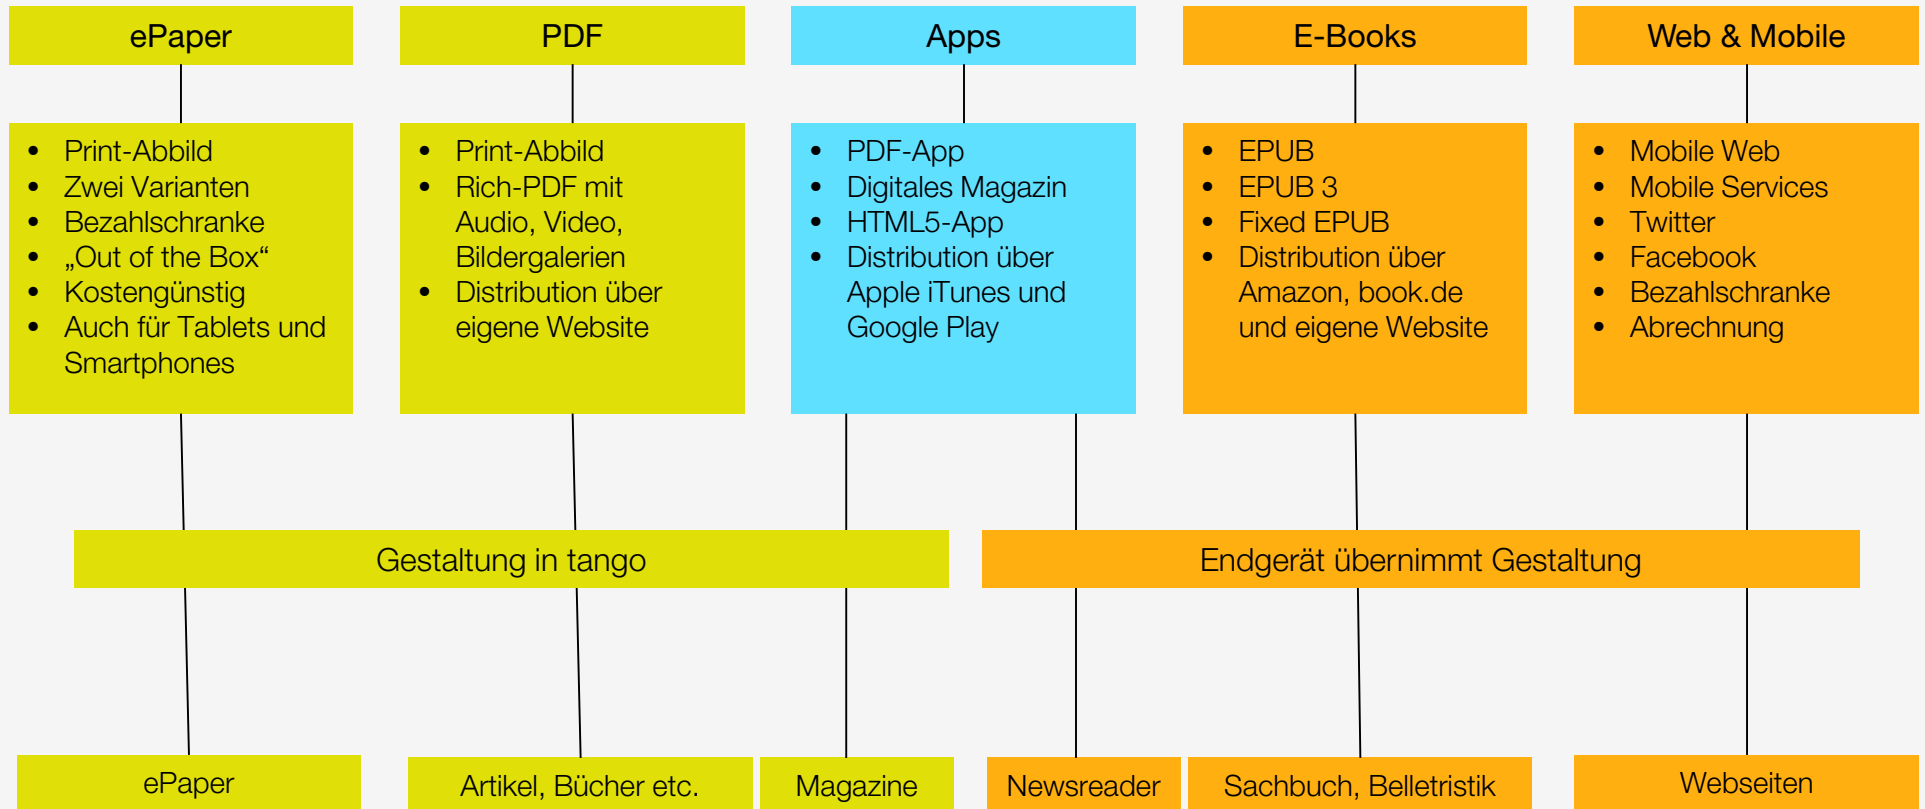 ePaper
PDF
Apps
E-Books
Web & Mobile
• Print-Abbild
• Zwei Varianten
• Bezahlschranke
• „Out of the Box“
• Kostengünstig
• Auch für Tablets und
Smartphones
• Print-Abbild
• Rich-PDF mit
Audio, Video,
Bildergalerien
• Distribution über
eigene Website
• PDF-App
• Digitales Magazin
• HTML5-App
• Distribution über
Apple iTunes und
Google Play
• EPUB
• EPUB 3
• Fixed EPUB
• Distribution über
Amazon, book.de
und eigene Website
• Mobile Web
• Mobile Services
• Twitter
• Facebook
• Bezahlschranke
• Abrechnung
Gestaltung in tango
Endgerät übernimmt Gestaltung
ePaper
Artikel, Bücher etc.
Magazine
Newsreader
Sachbuch, Belletristik
Webseiten